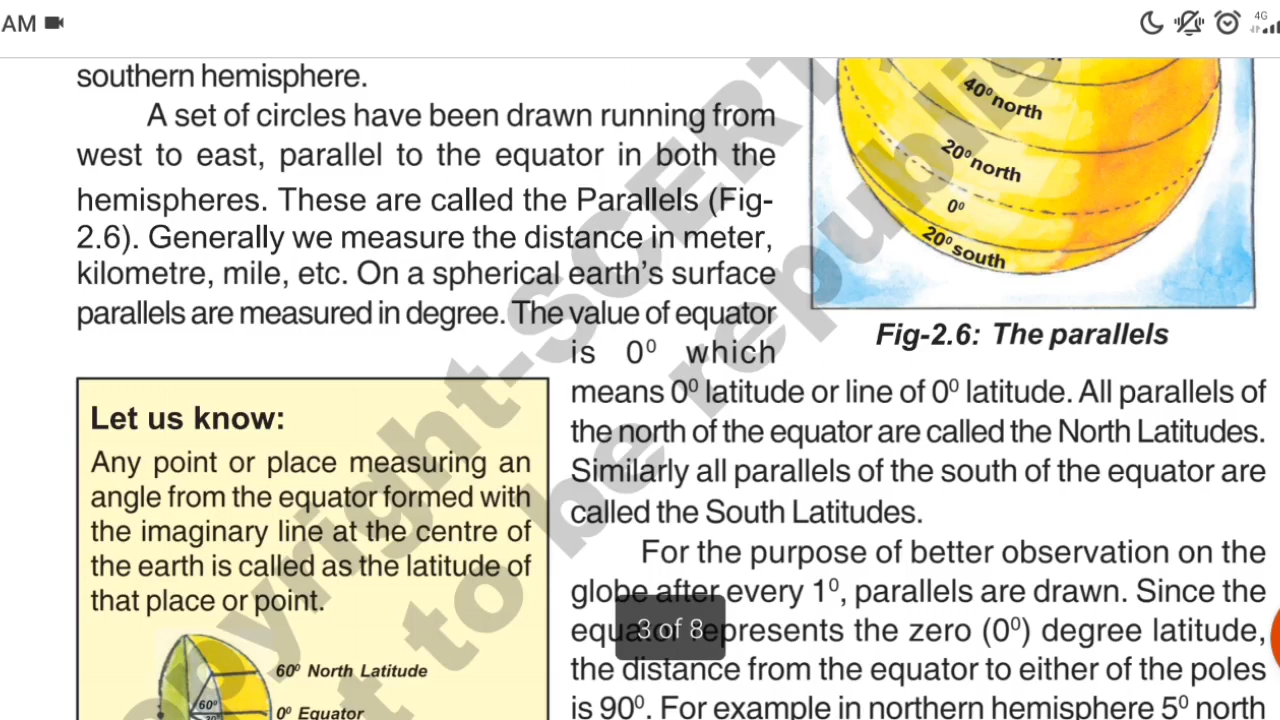 AM
4G
southern hemisphere.
A set of circles have been drawn running from
west to east, parallel to the equator in both the
hemispheres. These are called the Parallels (Fig-
2.6). Generally we measure the distance in meter,
kilometre, mile, etc. On a spherical earth's surface
parallels are measured in degree. The value of equator
is 0⁰ which
means 0⁰ latitude or line of 0⁰ latitude. All parallels of
the north of the equator are called the North Latitudes.
Similarly all parallels of the south of the equator are
called the South Latitudes.
For the purpose of better observation on the
globe after every 1⁰, parallels are drawn. Since the
equator represents the zero (0⁰) degree latitude,
the distance from the equator to either of the poles
is 90⁰. For example in northern hemisphere 5⁰ north
40⁰ north
20⁰ north
0⁰
20⁰ south
Fig-2.6: The parallels
Let us know:
Any point or place measuring an
angle from the equator formed with
the imaginary line at the centre of
the earth is called as the latitude of
that place or point.
60⁰ North Latitude
60⁰
0⁰ Equator
3 of 8